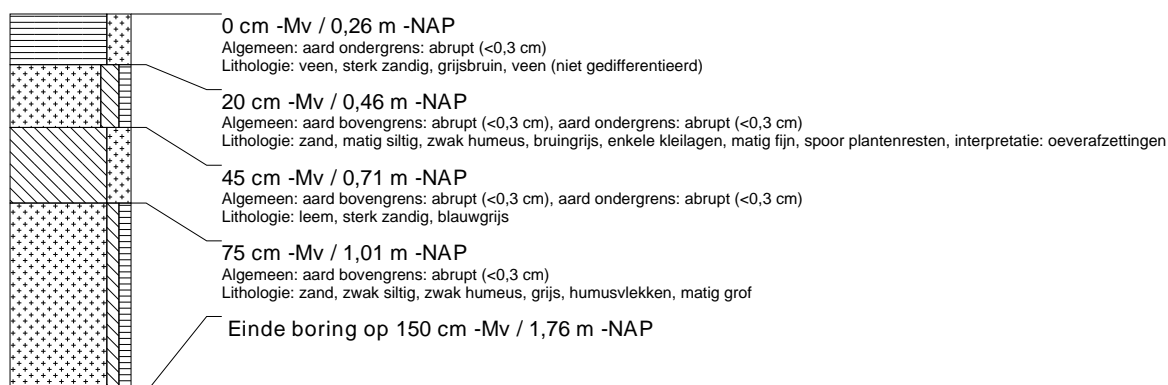 0 cm -Mv / 0,26 m -NAP
Algemeen: aard ondergrens: abrupt (<0,3 cm)
Lithologie: veen, sterk zandig, grijsbruin, veen (niet gedifferentieerd)
20 cm -Mv / 0,46 m -NAP
Algemeen: aard bovengrens: abrupt (<0,3 cm), aard ondergrens: abrupt (<0,3 cm)
Lithologie: zand, matig siltig, zwak humeus, bruingrijs, enkele kleilagen, matig fijn, spoor plantenresten, interpretatie: oeverafzettingen
45 cm -Mv / 0,71 m -NAP
Algemeen: aard bovengrens: abrupt (<0,3 cm), aard ondergrens: abrupt (<0,3 cm)
Lithologie: leem, sterk zandig, blauwgrijs
75 cm -Mv / 1,01 m -NAP
Algemeen: aard bovengrens: abrupt (<0,3 cm)
Lithologie: zand, zwak siltig, zwak humeus, grijs, humusvlekken, matig grof
Einde boring op 150 cm -Mv / 1,76 m -NAP